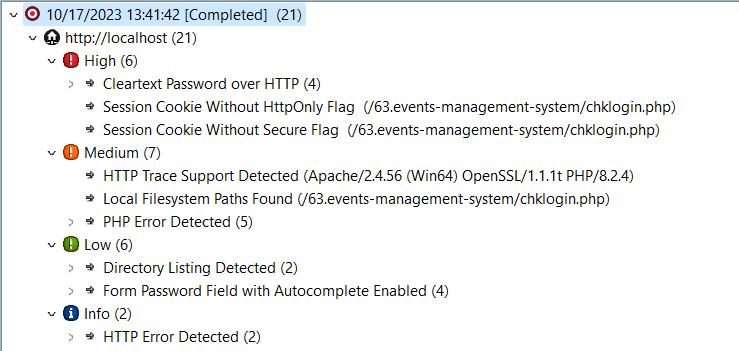 10/17/2023 13:41:42 [Completed] (21)
http://localhost (21)
High (6)
Cleartext Password over HTTP (4)
Session Cookie Without HttpOnly Flag (/63.events-management-system/chklogin.php)
Session Cookie Without Secure Flag (/63.events-management-system/chklogin.php)
Medium (7)
HTTP Trace Support Detected (Apache/2.4.56 (Win64) OpenSSL/1.1.1t PHP/8.2.4)
Local Filesystem Paths Found (/63.events-management-system/chklogin.php)
PHP Error Detected (5)
Low (6)
Directory Listing Detected (2)
Form Password Field with Autocomplete Enabled (4)
Info (2)
HTTP Error Detected (2)